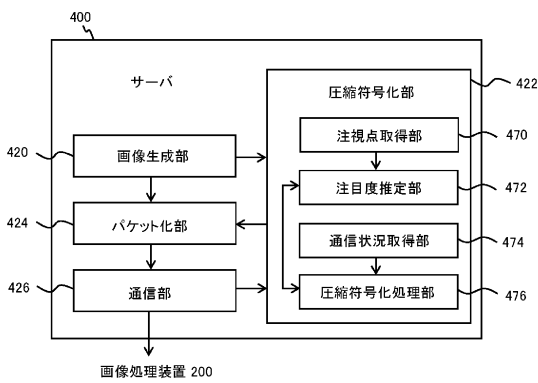 400
サーバ
422
圧縮符号化部
420
画像生成部
注視点取得部
470
注目度推定部
472
424
パケット化部
通信状況取得部
474
426
通信部
圧縮符号化処理部
476
画像処理装置 200